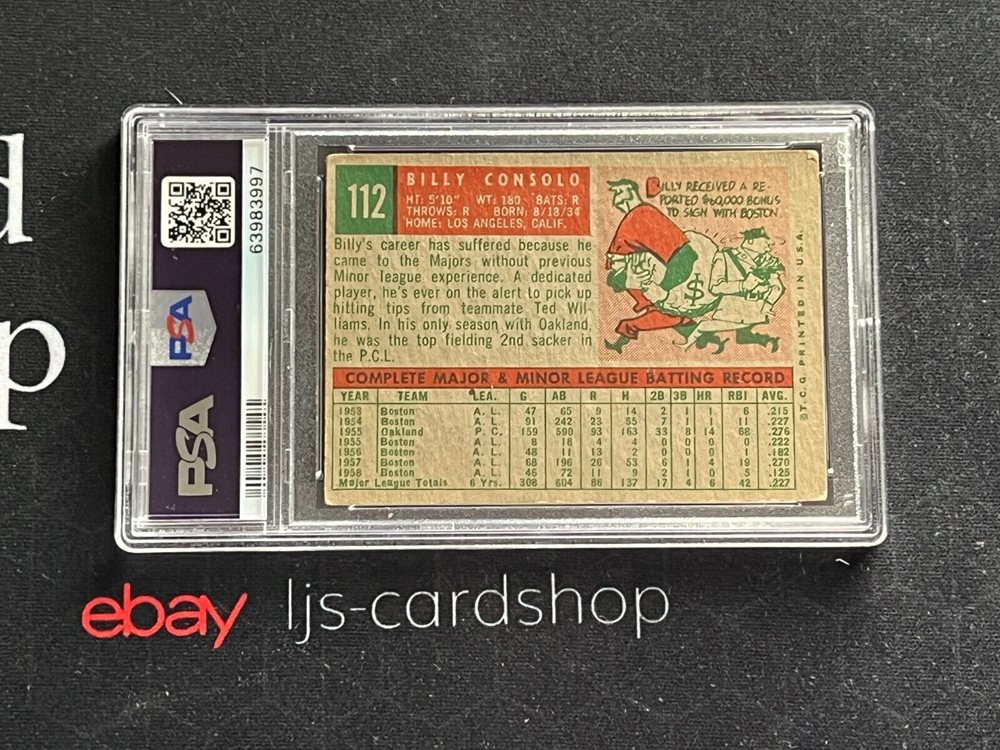 d
p
63983997
PSA
PSA
112
BILLY CONSOLO
HT: 5'10" WT: 180 BATS: R
THROWS: R BORN: 8/18/34
HOME: LOS ANGELES, CALIF.
BILLY RECEIVED A RE-
PORTED $60,000 BONUS
TO SIGN WITH BOSTON
$
Billy's career has suffered because he
came to the Majors without previous
Minor league experience. A dedicated
player, he's ever on the alert to pick up
hitting tips from teammate Ted Wil-
liams. In his only season with Oakland,
he was the top fielding 2nd sacker in
the P.C.L.
©T.C.G. PRINTED IN U.S.A.
COMPLETE MAJOR & MINOR LEAGUE BATTING RECORD
YEAR TEAM LEA. G AB R H 2B 3B HR RBI AVG.
1953 Boston A. L. 47 65 9 14 2 1 1 6 .215
1954 Boston A. L. 91 242 23 55 7 1 1 11 .227
1955 Oakland P. C. 159 590 93 163 33 8 14 68 .276
1955 Boston A. L. 8 18 4 4 0 0 0 0 .222
1956 Boston A. L. 48 11 13 2 0 0 0 1 .182
1957 Boston A. L. 68 196 26 53 6 1 4 19 .270
1958 Boston A. L. 46 72 11 9 2 1 0 5 .125
Major League Totals 6 Yrs. 308 604 86 137 17 4 6 42 .227
ebay ljs-cardshop